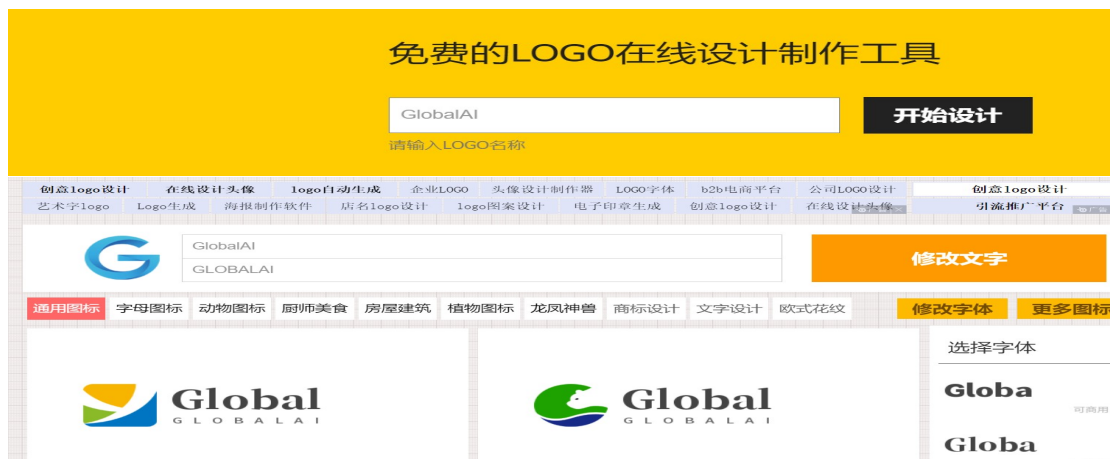 免费的LOGO在线设计制作工具
GlobalAI
开始设计
请输入LOGO名称
创意logo设计 在线设计头像 logo自动生成 企业LOGO 头像设计制作器 LOGO字体 b2b电商平台 公司LOGO设计 创意logo设计
艺术字logo Logo生成 海报制作软件 店名logo设计 logo图案设计 电子印章生成 创意logo设计 在线设计头像 引流推广平台
GlobalAI
GLOBALAI
修改文字
通用图标 字母图标 动物图标 厨师美食 房屋建筑 植物图标 龙凤神兽 商标设计 文字设计 欧式花纹 修改字体 更多图标
选择字体
Global
GLOBALAI
Global
GLOBALAI
Globa
可商用
Globa